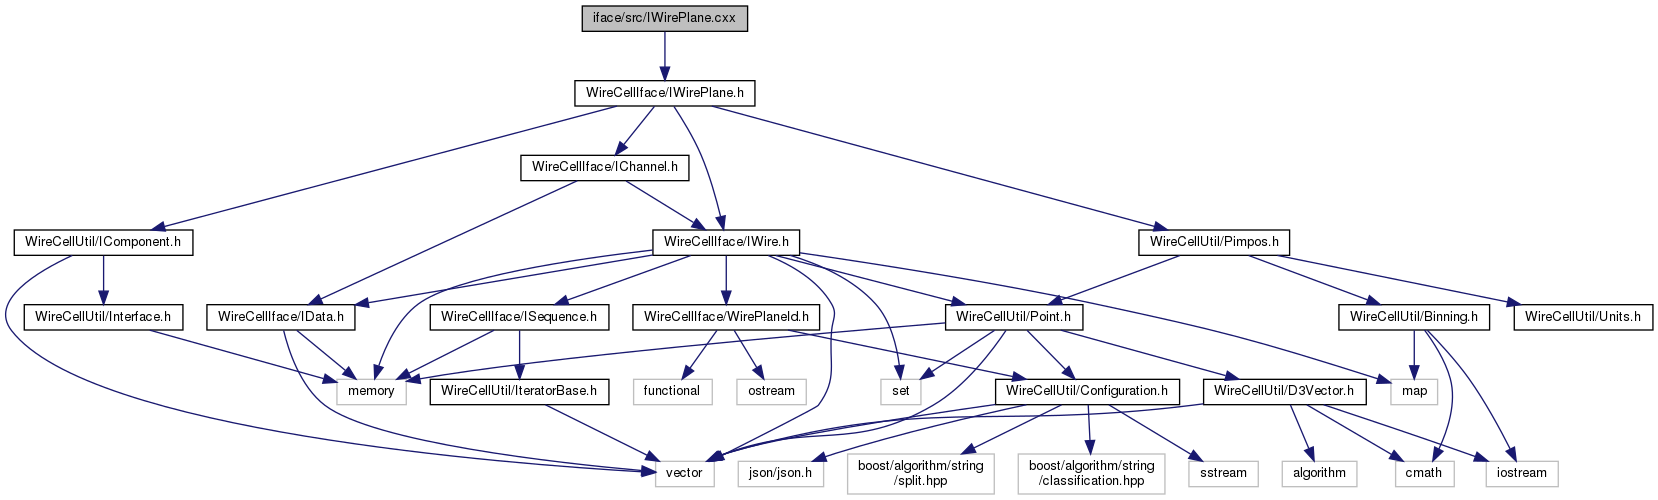 iface/src/IWirePlane.cxx
WireCellIface/IWirePlane.h
WireCellIface/IChannel.h
WireCellUtil/IComponent.h
WireCellIface/IWire.h
WireCellUtil/Pimpos.h
WireCellUtil/Interface.h
WireCellIface/IData.h
WireCellIface/ISequence.h
WireCellIface/WirePlaneId.h
WireCellUtil/Point.h
WireCellUtil/Binning.h
WireCellUtil/Units.h
memory
WireCellUtil/IteratorBase.h
functional
ostream
set
WireCellUtil/Configuration.h
WireCellUtil/D3Vector.h
map
vector
json/json.h
boost/algorithm/string
/split.hpp
boost/algorithm/string
/classification.hpp
sstream
algorithm
cmath
iostream